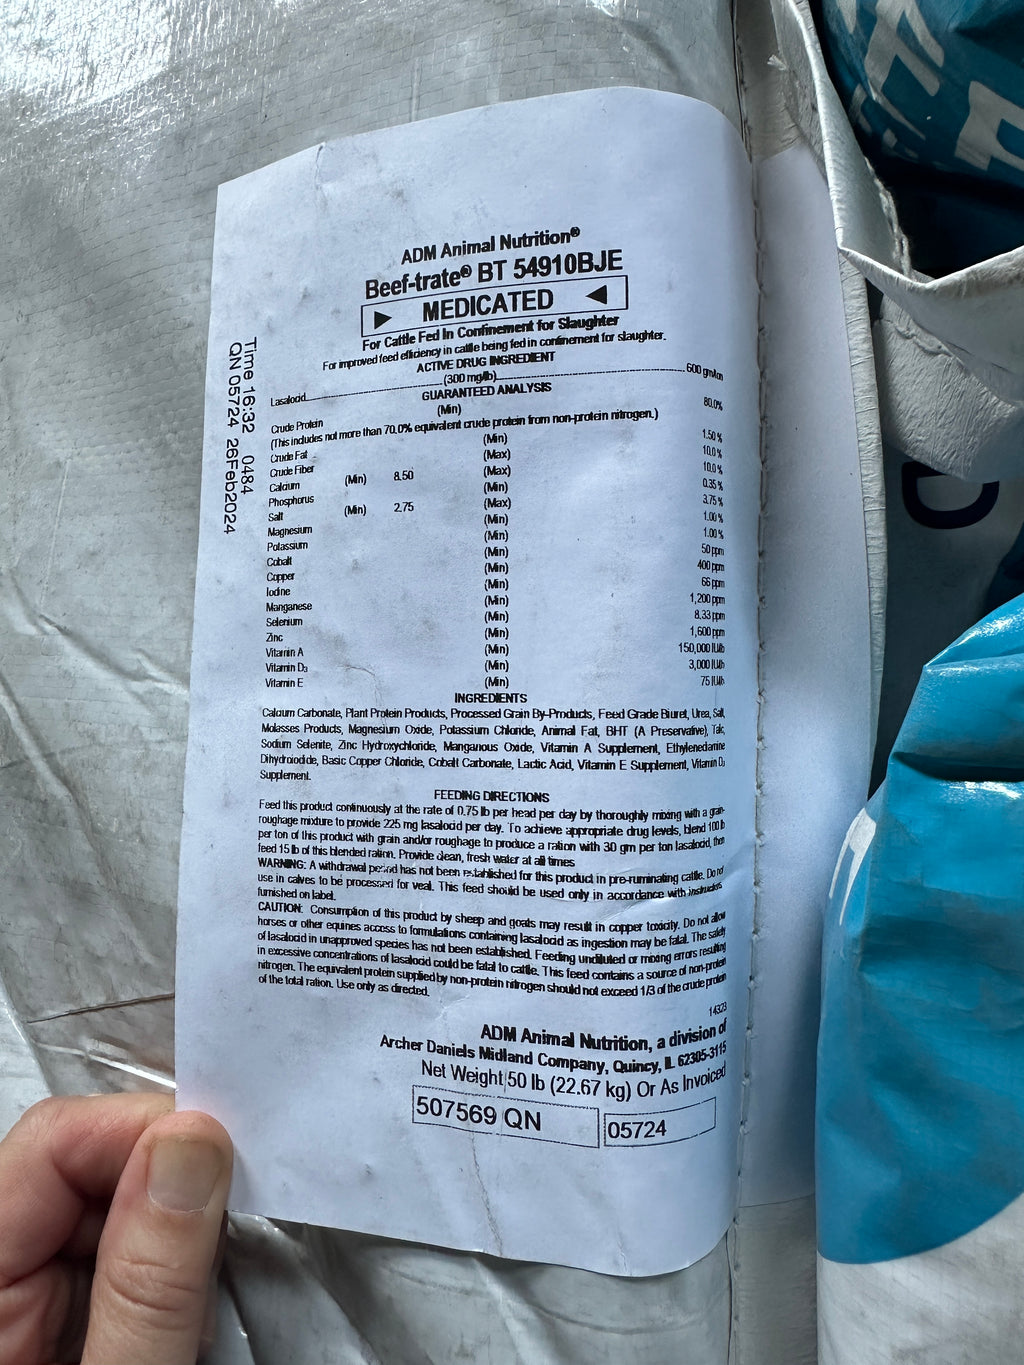 ADM Animal Nutrition®
Beef-trate® BT 54910BJE
MEDICATED
For Cattle Fed In Confinement for Slaughter
For improved feed efficiency in cattle being fed in confinement for slaughter.
ACTIVE DRUG INGREDIENT
Lasalocid (300 mg/lb) 600 gm/ton
GUARANTEED ANALYSIS
Crude Protein (Min) 80.0%
(This includes not more than 70.0% equivalent crude protein from non-protein nitrogen.)
Crude Fat (Min) 1.50 %
Crude Fiber (Max) 10.0 %
Calcium (Min) 8.50 (Max) 10.0 %
Phosphorus (Min) 0.35 %
Salt (Min) 2.75 (Max) 3.75 %
Magnesium (Min) 1.00 %
Potassium (Min) 1.00 %
Cobalt (Min) 50 ppm
Copper (Min) 400 ppm
Iodine (Min) 66 ppm
Manganese (Min) 1,200 ppm
Selenium (Min) 8.33 ppm
Zinc (Min) 1,600 ppm
Vitamin A (Min) 150,000 IU/lb
Vitamin D3 (Min) 3,000 IU/lb
Vitamin E (Min) 75 IU/lb
INGREDIENTS
Calcium Carbonate, Plant Protein Products, Processed Grain By-Products, Feed Grade Biuret, Urea, Salt,
Molasses Products, Magnesium Oxide, Potassium Chloride, Animal Fat, BHT (A Preservative), Talc,
Sodium Selenite, Zinc Hydroxychloride, Manganous Oxide, Vitamin A Supplement, Ethylenediamine
Dihydroiodide, Basic Copper Chloride, Cobalt Carbonate, Lactic Acid, Vitamin E Supplement, Vitamin D3
Supplement.
FEEDING DIRECTIONS
Feed this product continuously at the rate of 0.75 lb per head per day by thoroughly mixing with a grain-
roughage mixture to provide 225 mg lasalocid per day. To achieve appropriate drug levels, blend 100 lb
per ton of this product with grain and/or roughage to produce a ration with 30 gm per ton lasalocid, then
feed 15 lb of this blended ration. Provide clean, fresh water at all times.
WARNING: A withdrawal period has not been established for this product in pre-ruminating cattle. Do not
use in calves to be processed for veal. This feed should be used only in accordance with instructions
furnished on label.
CAUTION: Consumption of this product by sheep and goats may result in copper toxicity. Do not allow
horses or other equines access to formulations containing lasalocid as ingestion may be fatal. The safety
of lasalocid in unapproved species has not been established. Feeding undiluted or mixing errors resulting
in excessive concentrations of lasalocid could be fatal to cattle. This feed contains a source of non-protein
nitrogen. The equivalent protein supplied by non-protein nitrogen should not exceed 1/3 of the crude protein
of the total ration. Use only as directed.
14323
ADM Animal Nutrition, a division of
Archer Daniels Midland Company, Quincy, IL 62305-3115
Net Weight 50 lb (22.67 kg) Or As Invoiced
507569 QN 05724
Time 16:32 0484
QN 05724 26Feb2024
D